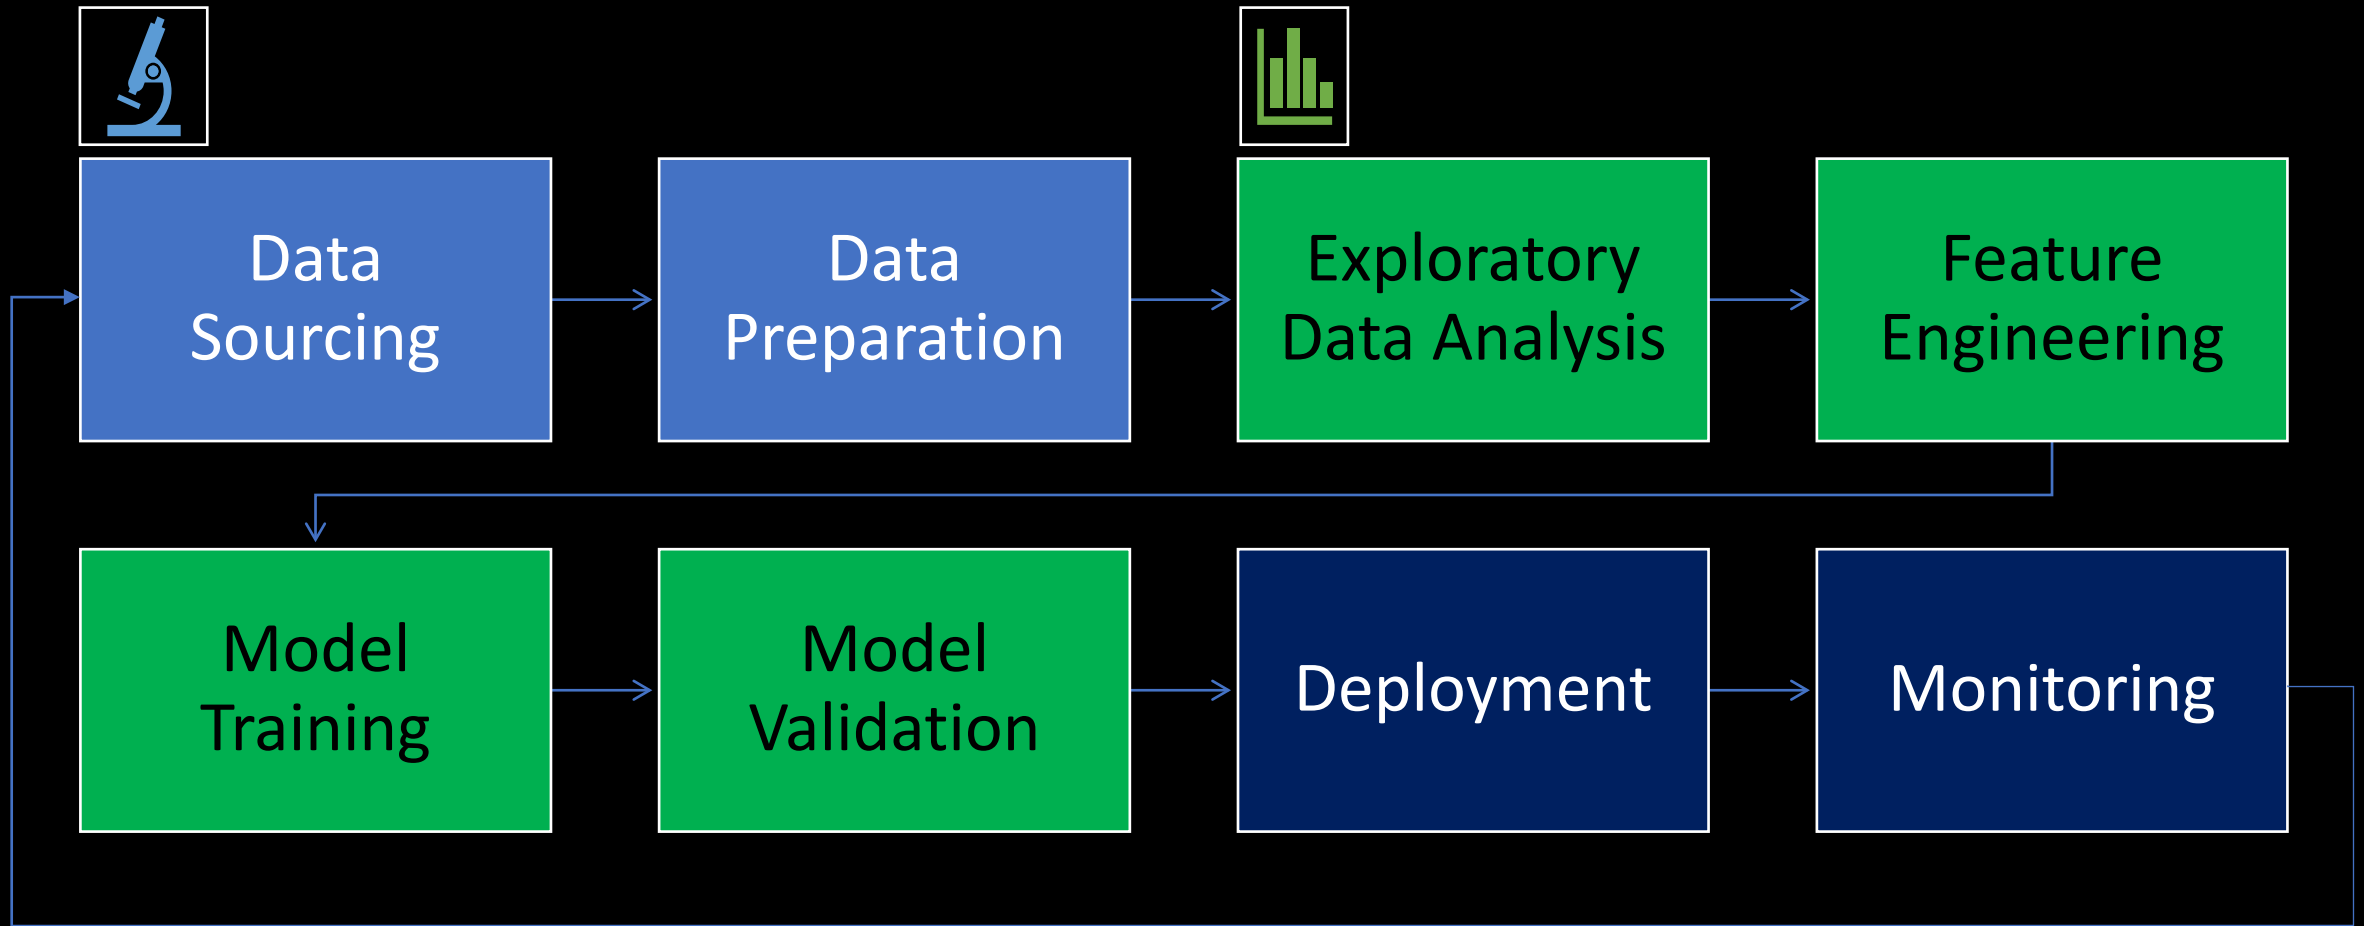 Data
Sourcing
Data
Preparation
Exploratory
Data Analysis
Feature
Engineering
Model
Training
Model
Validation
Deployment
Monitoring